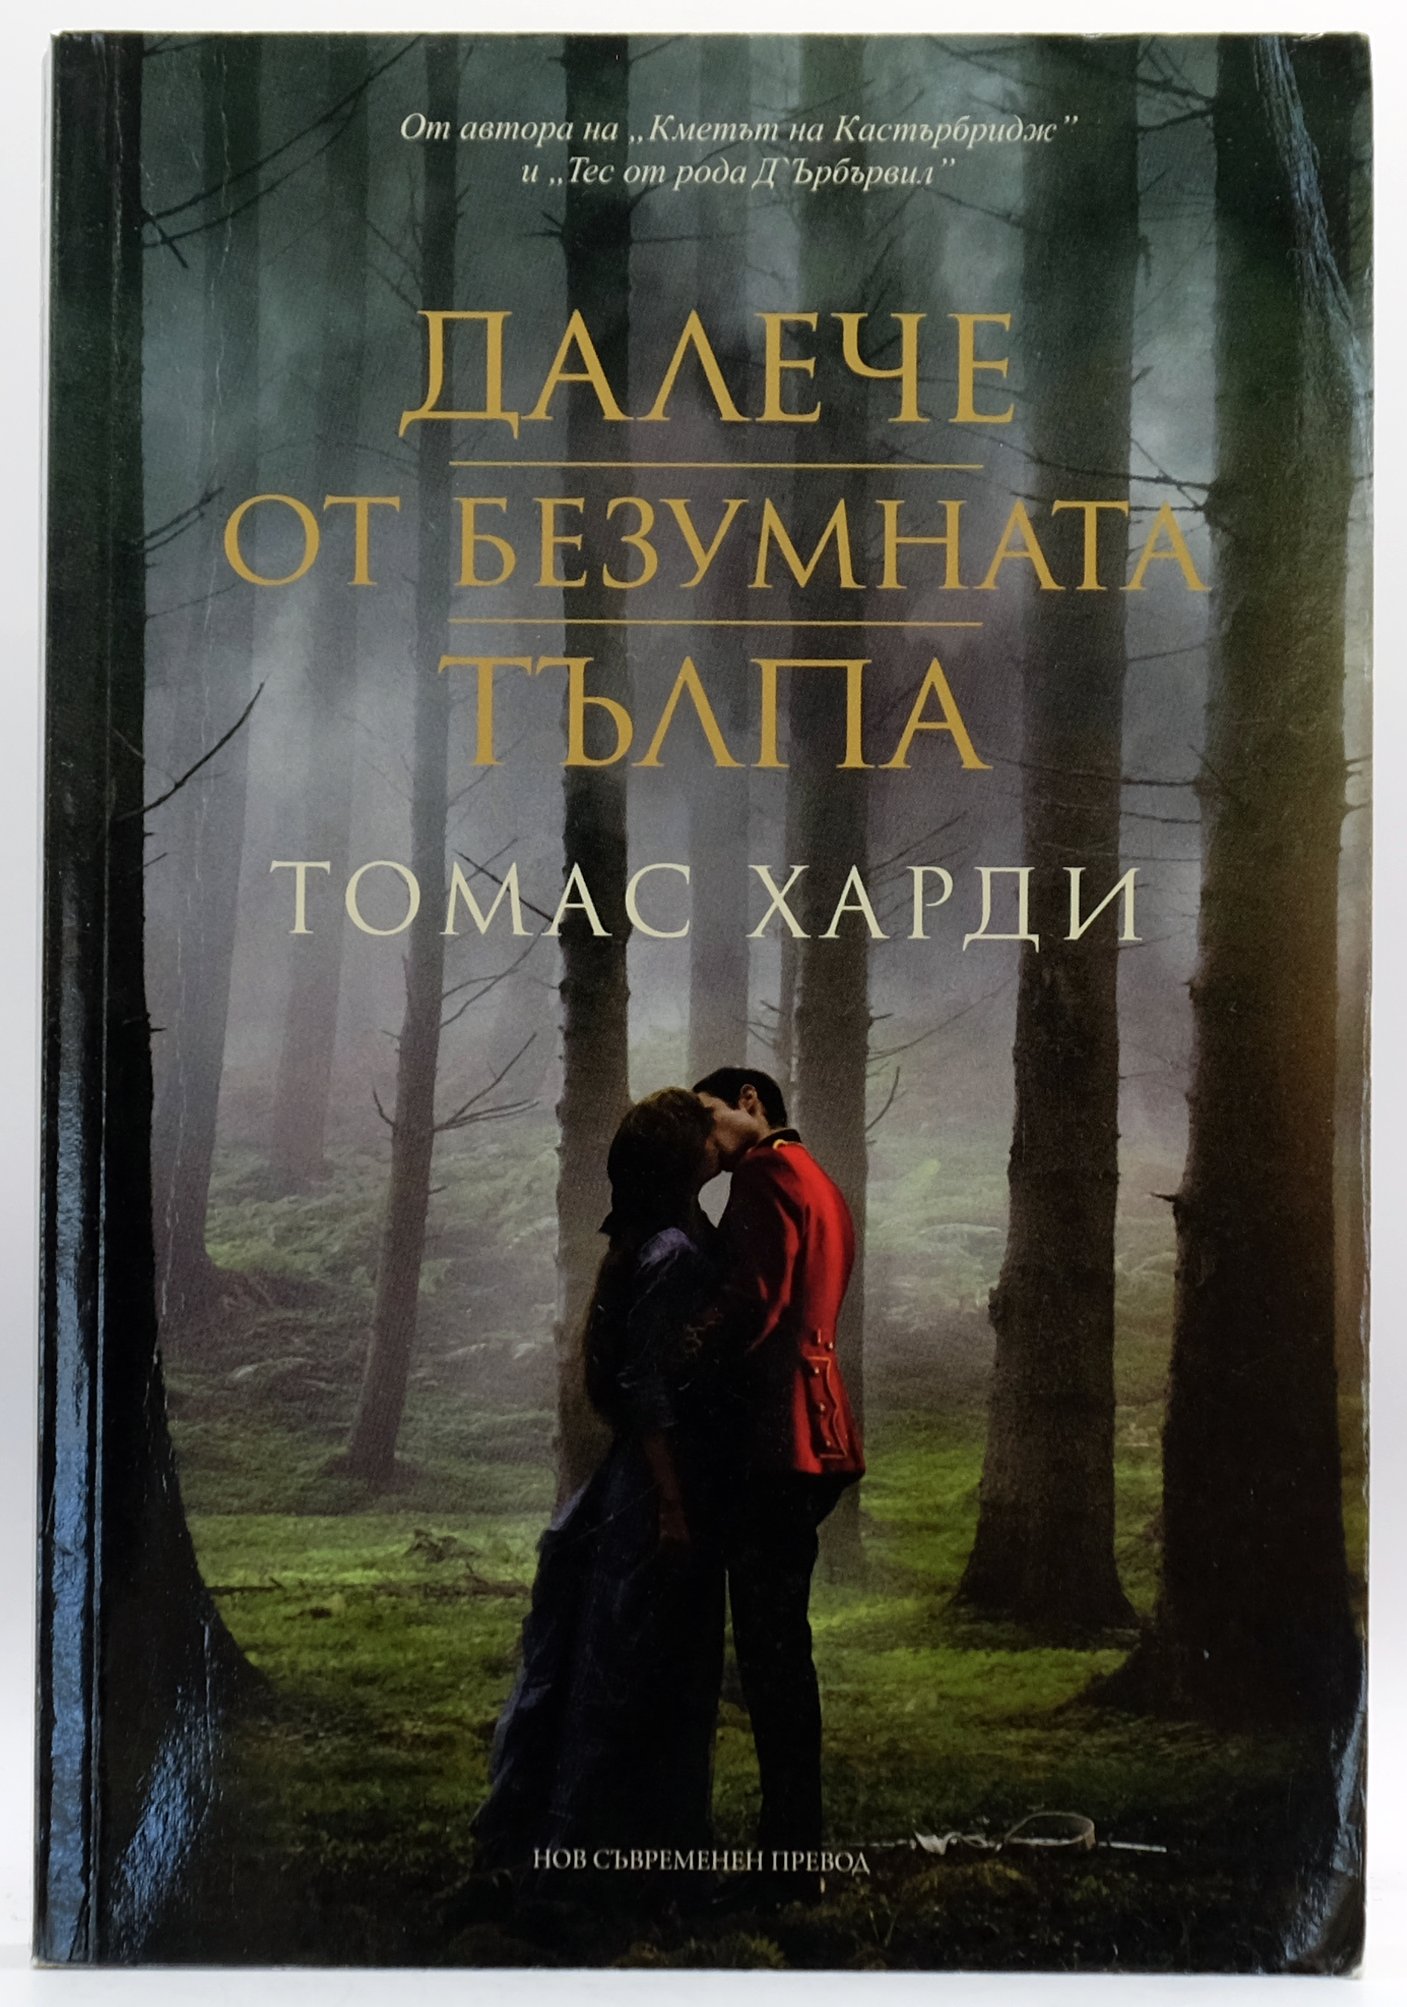 От автора на „Кметът на Кастърбридж”
и „Тес от рода Д`Ърбървил”
ДАЛЕЧЕ
ОТ БЕЗУМНАТА
ТЪЛПА
ТОМАС ХАРДИ
НОВ СЪВРЕМЕНЕН ПРЕВОД